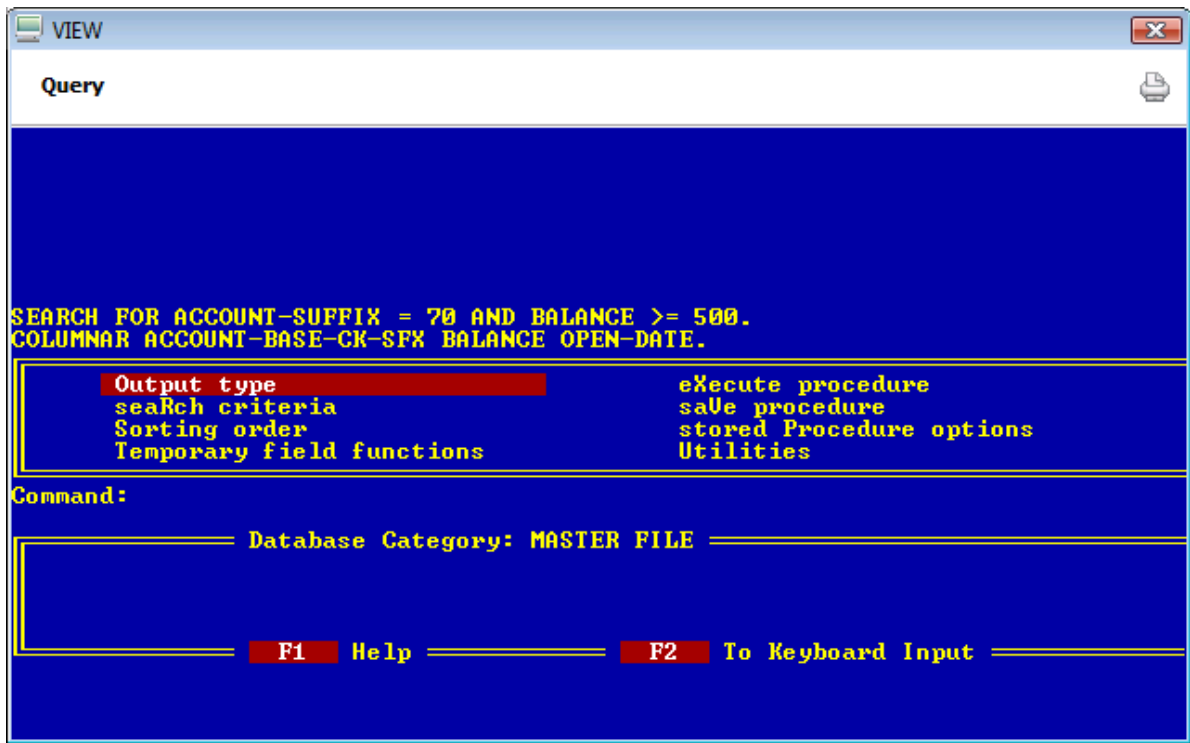 VIEW
Query
SEARCH FOR ACCOUNT-SUFFIX = 70 AND BALANCE >= 500.
COLUMNAR ACCOUNT-BASE-CK-SFX BALANCE OPEN-DATE.
Output type eXecute procedure
seaRch criteria saVe procedure
Sorting order stored Procedure options
Temporary field functions Utilities
Command:
Database Category: MASTER FILE
F1 Help F2 To Keyboard Input